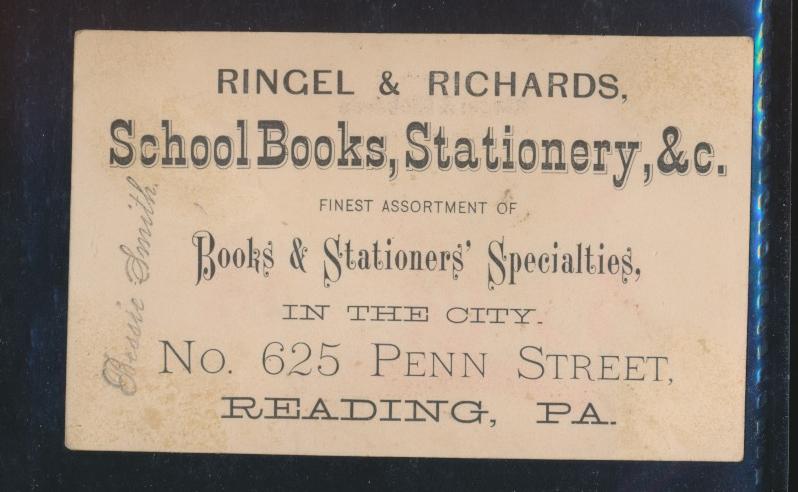 RINGEL & RICHARDS,
School Books, Stationery, &c.
FINEST ASSORTMENT OF
Books & Stationers' Specialties,
IN THE CITY.
No. 625 PENN STREET,
READING, PA.
Bessie Smith.